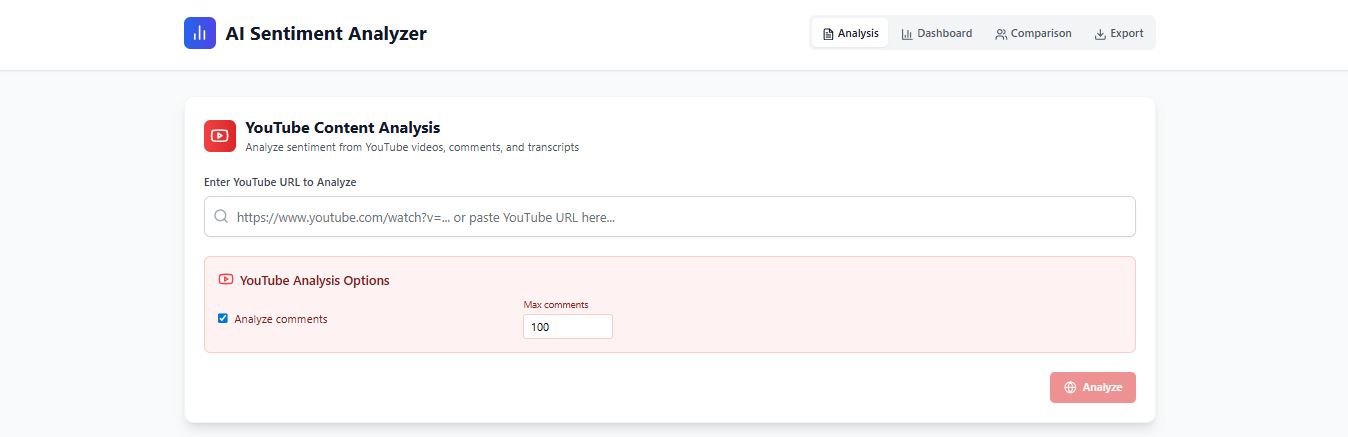 AI Sentiment Analyzer
Analysis Dashboard Comparison Export
YouTube Content Analysis
Analyze sentiment from YouTube videos, comments, and transcripts
Enter YouTube URL to Analyze
https://www.youtube.com/watch?v=... or paste YouTube URL here...
YouTube Analysis Options
Max comments
Analyze comments
100
Analyze